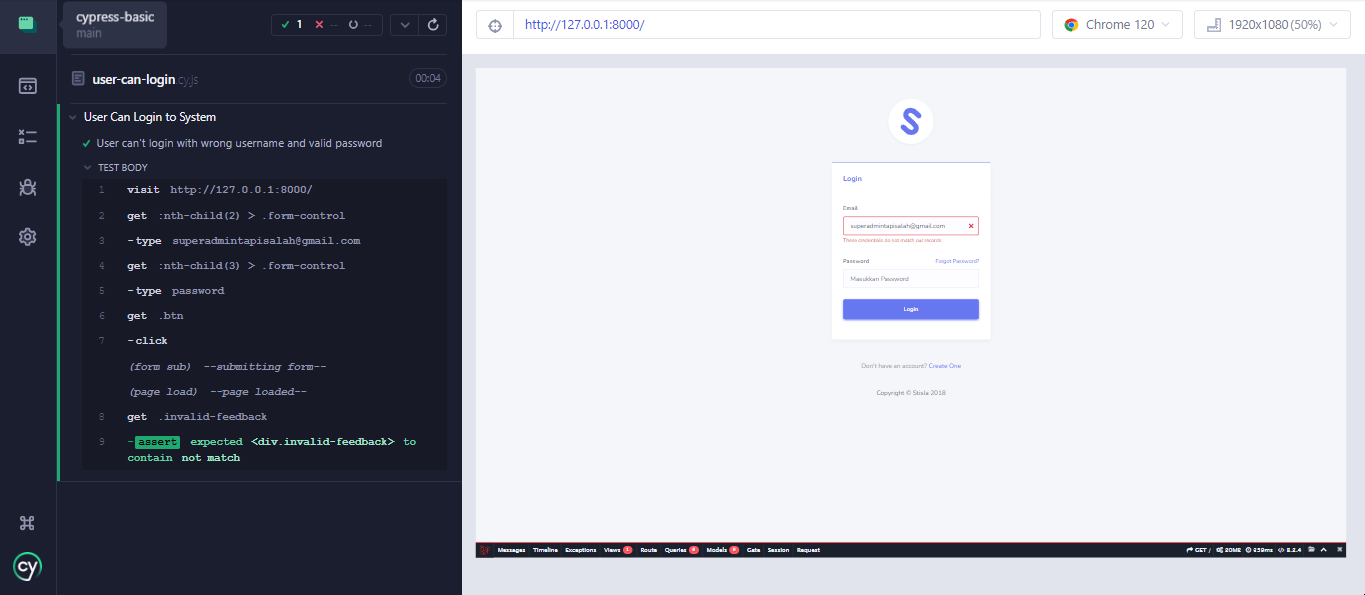 cypress-basic
main
1 -- --
user-can-login.cy.js 00:04
User Can Login to System
User can't login with wrong username and valid password
TEST BODY
1 visit http://127.0.0.1:8000/
2 get :nth-child(2) > .form-control
3 -type superadmintapisalah@gmail.com
4 get :nth-child(3) > .form-control
5 -type password
6 get .btn
7 -click
(form sub) --submitting form--
(page load) --page loaded--
8 get .invalid-feedback
9 -assert expected <div.invalid-feedback> to
contain not match
cy
http://127.0.0.1:8000/
Chrome 120
1920x1080 (50%)
S
Login
Email
superadmintapisalah@gmail.com
These credentials do not match our records.
Password Forgot Password?
Masukkan Password
Login
Don't have an account? Create One
Copyright © Stisla 2018
Messages Timeline Exceptions Views 1 Route Queries 0 Models 0 Gate Session Request
GET / 20MB 639ms 8.2.4